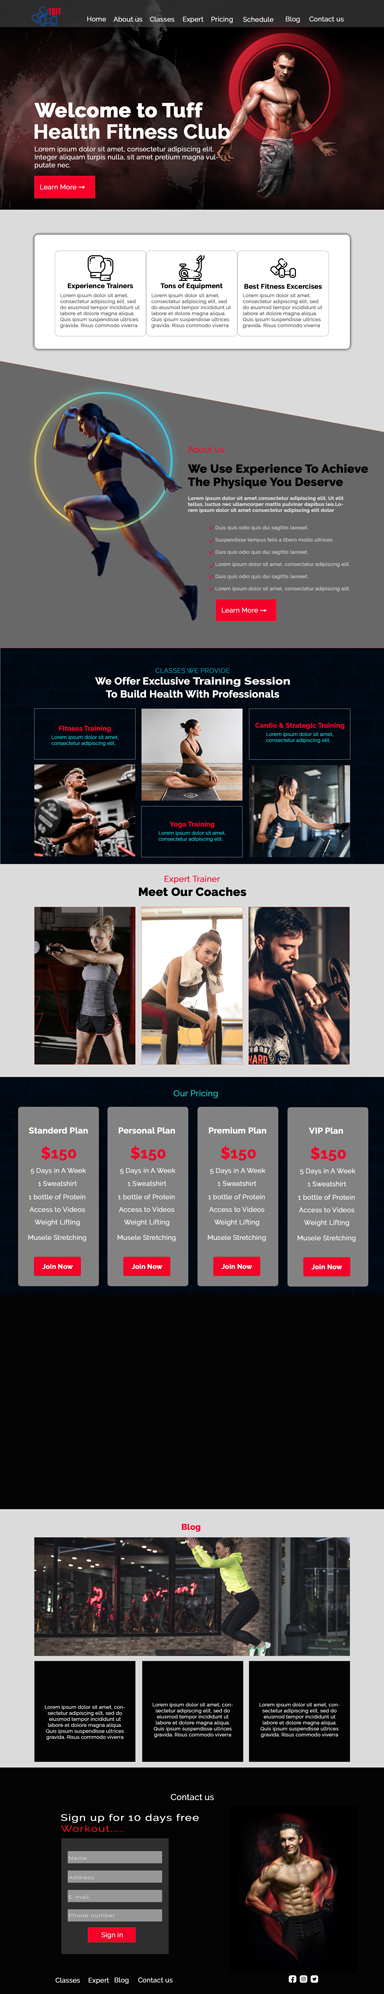 TUFF
Home About us Classes Expert Pricing Schedule Blog Contact us
Welcome to Tuff
Health Fitness Club
Lorem ipsum dolor sit amet, consectetur adipiscing elit.
Integer aliquam turpis nulla, sit amet pretium magna vul-
putate nec.
Learn More →
Experience Trainers
Lorem ipsum dolor sit amet,
consectetur adipiscing elit, sed
do eiusmod tempor incididunt
ut labore et dolore magna aliqua.
Quis ipsum suspendisse ultrices
gravida. Risus commodo viverra
Tons of Equipment
Lorem ipsum dolor sit amet,
consectetur adipiscing elit, sed
do eiusmod tempor incididunt
ut labore et dolore magna aliqua.
Quis ipsum suspendisse ultrices
gravida. Risus commodo viverra
Best Fitness Excercises
Lorem ipsum dolor sit amet,
consectetur adipiscing elit, sed
do eiusmod tempor incididunt
ut labore et dolore magna aliqua.
Quis ipsum suspendisse ultrices
gravida. Risus commodo viverra
About us
We Use Experience To Achieve
The Physique You Deserve
Lorem ipsum dolor sit amet consectetur adipiscing elit. Ut elit
tellus, luctus nec ullamcorper mattis pulvinar dapibus leo.Lo-
rem ipsum dolor sit amet consectetur adipiscing elit dolor
Duis quis odio quis dui sagittis laoreet.
Suspendisse tempus felis a libero mollis ultrices.
Duis quis odio quis dui sagittis laoreet.
Lorem ipsum dolor sit amet, consectetur adipiscing elit.
Duis quis odio quis dui sagittis laoreet.
Lorem ipsum dolor sit amet, consectetur adipiscing elit.
Learn More →
CLASSES WE PROVIDE
We Offer Exclusive Training Session
To Build Health With Professionals
Fitness Training
Lorem ipsum dolor sit amet,
consectetur adipiscing elit.
Cardio & Strategic Training
Lorem ipsum dolor sit amet,
consectetur adipiscing elit.
Yoga Training
Lorem ipsum dolor sit amet,
consectetur adipiscing elit.
Expert Trainer
Meet Our Coaches
HARD
Our Pricing
Standerd Plan
$150
5 Days in A Week
1 Sweatshirt
1 bottle of Protein
Access to Videos
Weight Lifting
Musele Stretching
Join Now
Personal Plan
$150
5 Days in A Week
1 Sweatshirt
1 bottle of Protein
Access to Videos
Weight Lifting
Musele Stretching
Join Now
Premium Plan
$150
5 Days in A Week
1 Sweatshirt
1 bottle of Protein
Access to Videos
Weight Lifting
Musele Stretching
Join Now
VIP Plan
$150
5 Days in A Week
1 Sweatshirt
1 bottle of Protein
Access to Videos
Weight Lifting
Musele Stretching
Join Now
Blog
Lorem ipsum dolor sit amet, con-
sectetur adipiscing elit, sed do
eiusmod tempor incididunt ut
labore et dolore magna aliqua.
Quis ipsum suspendisse ultrices
gravida. Risus commodo viverra
Lorem ipsum dolor sit amet, con-
sectetur adipiscing elit, sed do
eiusmod tempor incididunt ut
labore et dolore magna aliqua.
Quis ipsum suspendisse ultrices
gravida. Risus commodo viverra
Lorem ipsum dolor sit amet, con-
sectetur adipiscing elit, sed do
eiusmod tempor incididunt ut
labore et dolore magna aliqua.
Quis ipsum suspendisse ultrices
gravida. Risus commodo viverra
Contact us
Sign up for 10 days free
Workout.....
Name
Address
E-mail
Phone number
Sign in
Classes Expert Blog Contact us